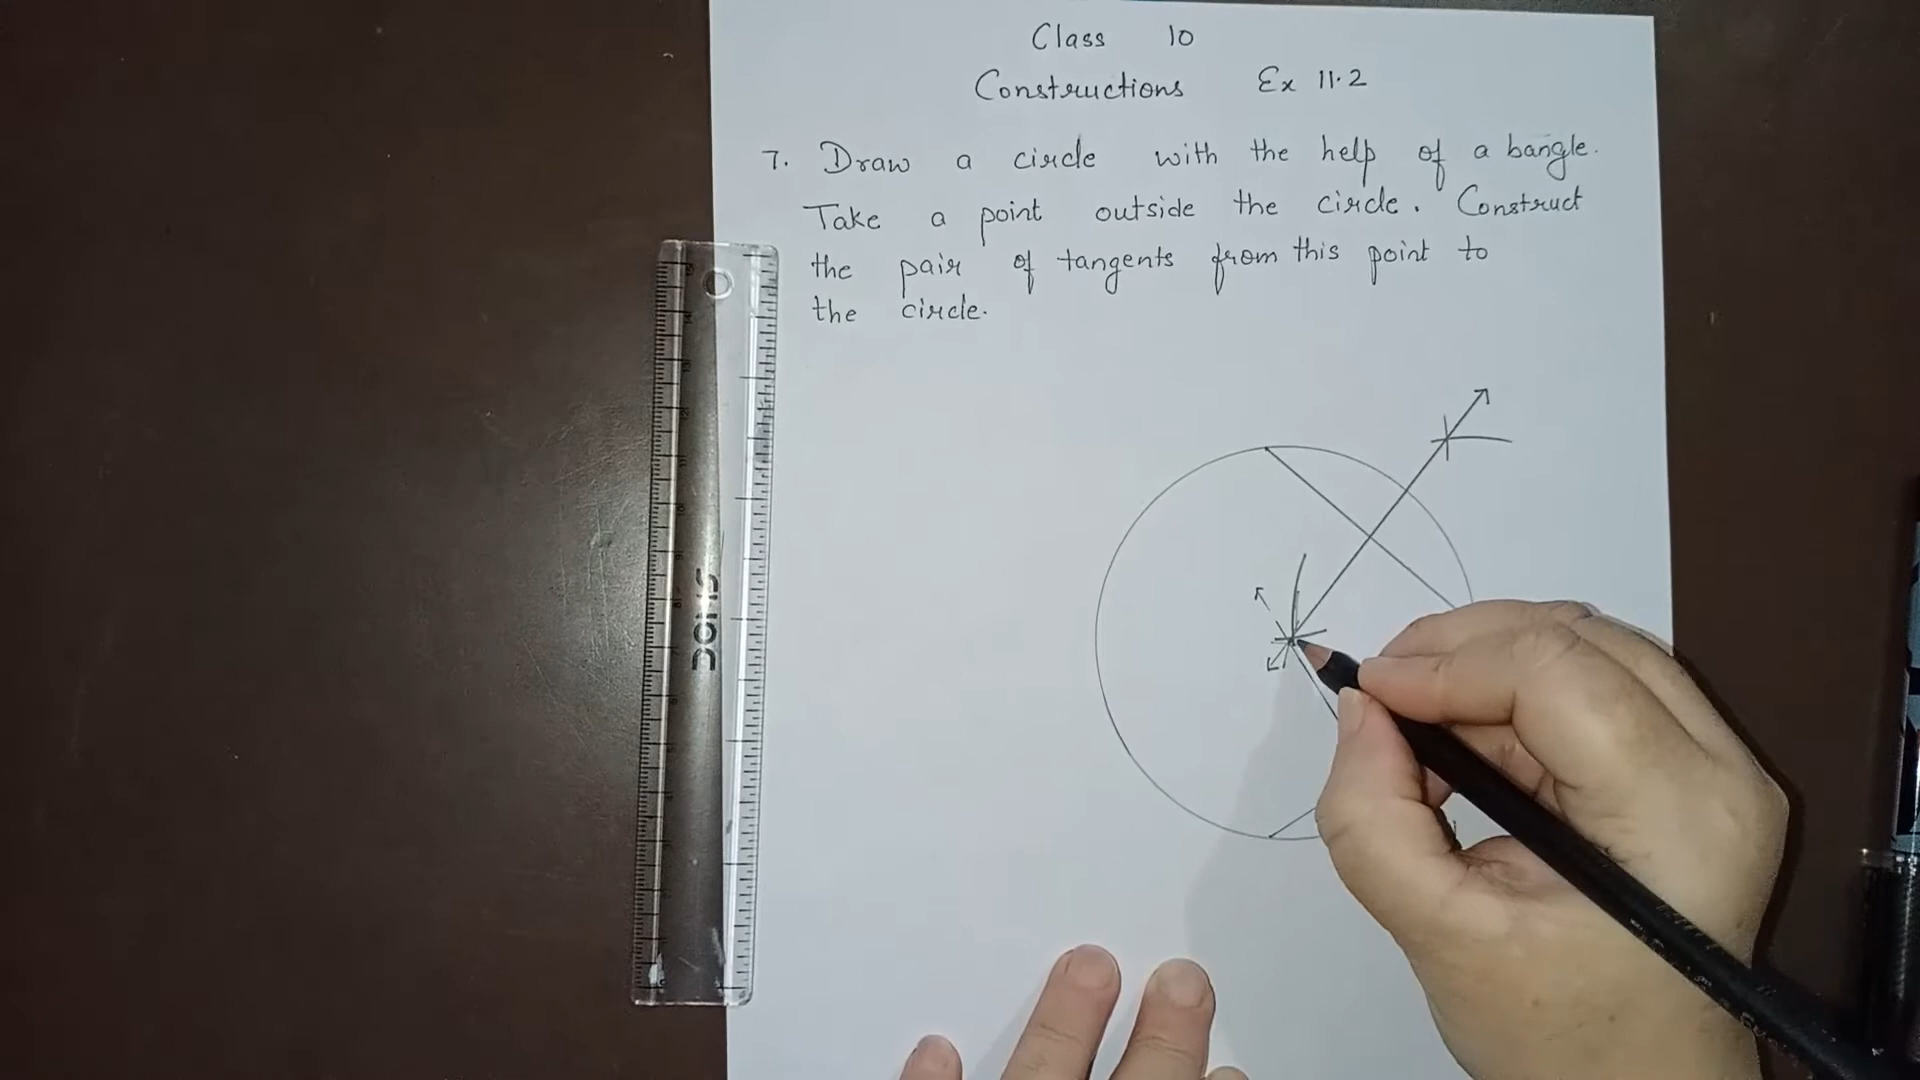 Class 10
Constructions Ex 11.2
7. Draw a circle with the help of a bangle.
Take a point outside the circle. Construct
the pair of tangents from this point to
the circle.
DOMS